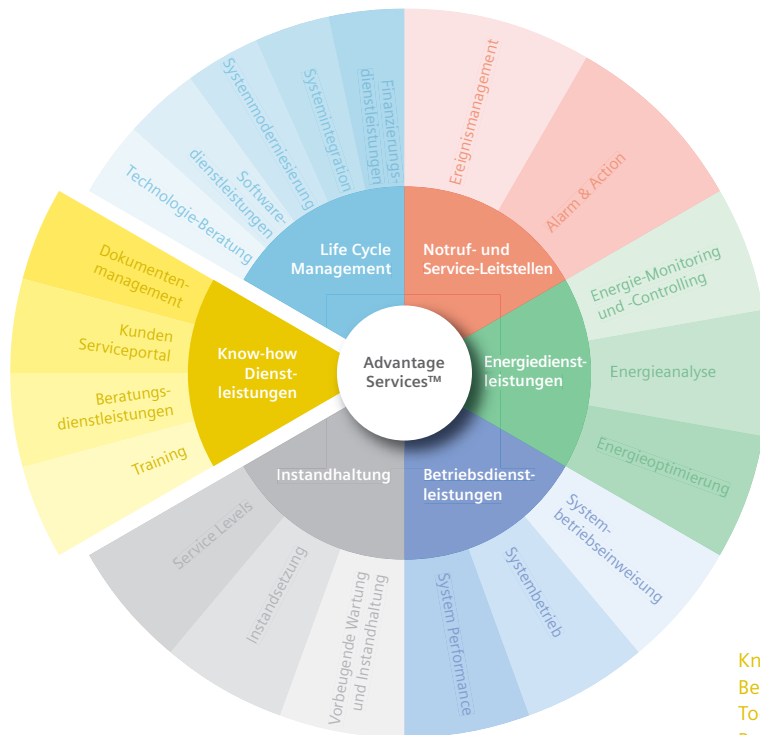 Finanzierungs-
dienstleistungen
Systemintegration
Systemmoderniesierung
Software-
dienstleistungen
Technologie-Beratung
Life Cycle
Management
Ereignismanagement
Alarm & Action
Notruf- und
Service-Leitstellen
Energie-Monitoring
und -Controlling
Energieanalyse
Energieoptimierung
Energiedienst-
leistungen
Advantage
Services™
Know-how
Dienst-
leistungen
Dokumenten-
management
Kunden
Serviceportal
Beratungs-
dienstleistungen
Training
Instandhaltung
Service Levels
Instandsetzung
Vorbeugende Wartung
und Instandhaltung
Betriebsdienst-
leistungen
System-
betriebseinweisung
Systembetrieb
System Performance
Kn
Be
To